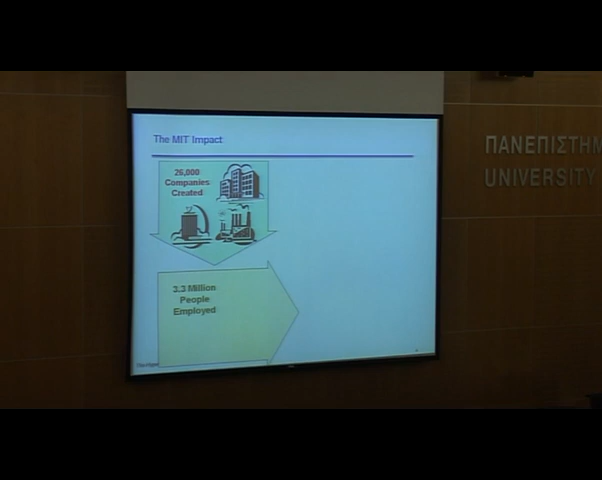 The MIT Impact
26,000
Companies
Created
3.3 Million
People
Employed
ΠΑΝΕΠΙΣΤΗΜ
UNIVERSITY